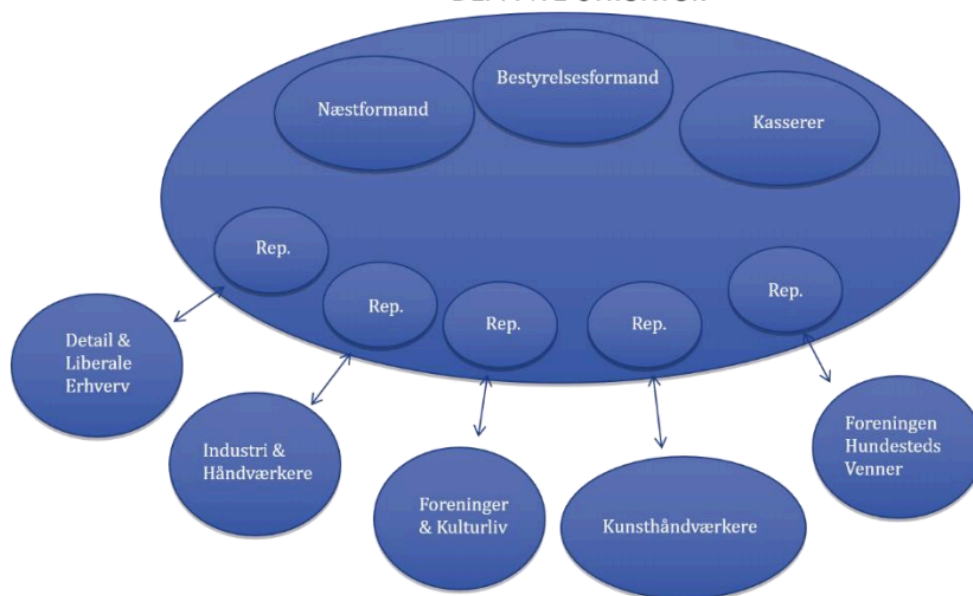 Bestyrelsesformand
Næstformand
Kasserer
Rep.
Rep.
Rep.
Rep.
Rep.
Detail &
Liberale
Erhverv
Industri &
Håndværkere
Foreninger
& Kulturliv
Kunsthåndværkere
Foreningen
Hundesteds
Venner